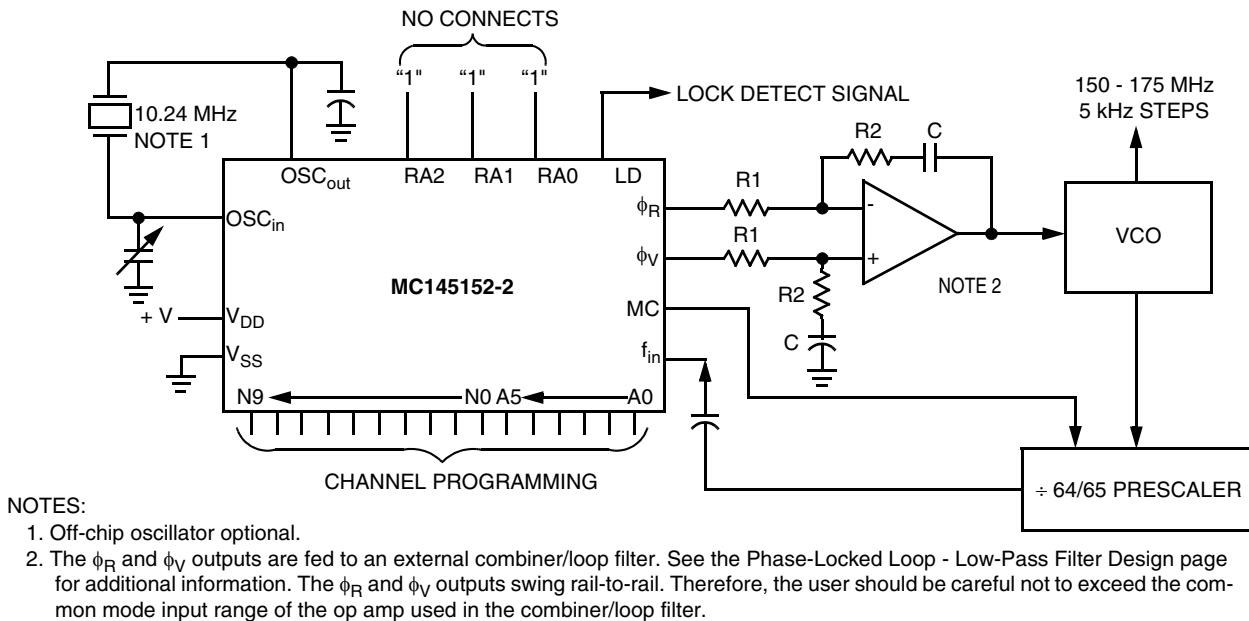 NO CONNECTS
“1" “1" “1"
10.24 MHz
NOTE 1
LOCK DETECT SIGNAL
150 - 175 MHz
5 kHz STEPS
OSCout RA2 RA1 RA0 LD
OSCin
ϕR
ϕV
MC
fin
R1
R1
R2
C
-
+
R2
C
NOTE 2
VCO
MC145152-2
+ V
VDD
VSS
N9 N0 A5 A0
CHANNEL PROGRAMMING
÷ 64/65 PRESCALER
NOTES:
1. Off-chip oscillator optional.
2. The ϕR and ϕV outputs are fed to an external combiner/loop filter. See the Phase-Locked Loop - Low-Pass Filter Design page
for additional information. The ϕR and ϕV outputs swing rail-to-rail. Therefore, the user should be careful not to exceed the com-
mon mode input range of the op amp used in the combiner/loop filter.